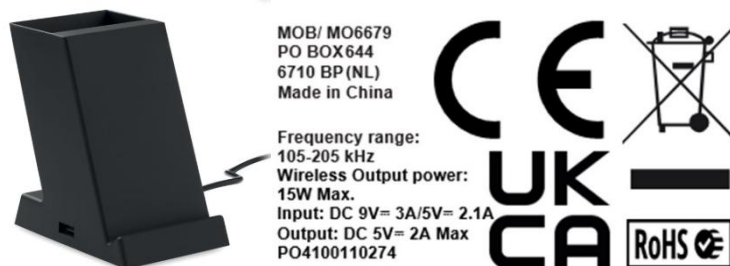 MOB/ MO6679
PO BOX644
6710 BP(NL)
Made in China
Frequency range:
105-205 kHz
Wireless Output power:
15W Max.
Input: DC 9V= 3A/5V= 2.1A
Output: DC 5V= 2A Max
PO4100110274
CE
UK
CA
RoHS